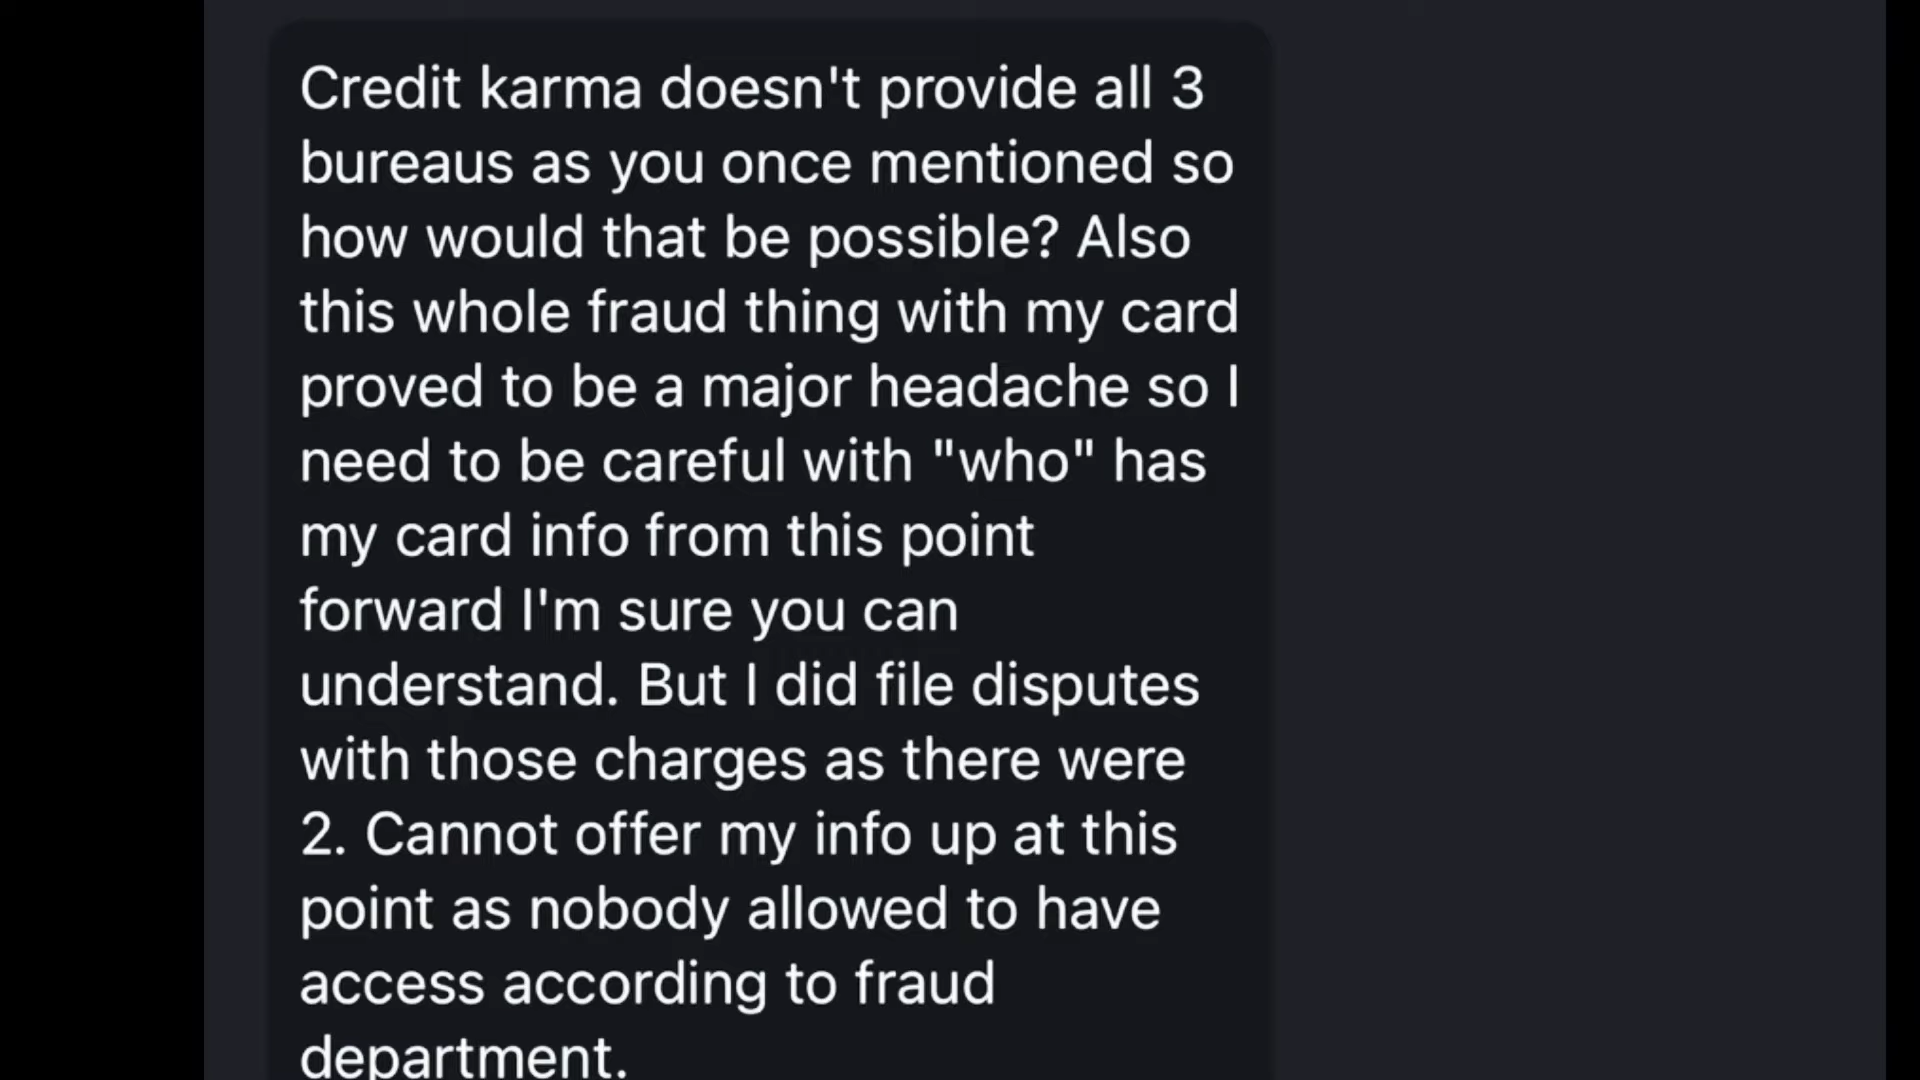 Credit karma doesn't provide all 3
bureaus as you once mentioned so
how would that be possible? Also
this whole fraud thing with my card
proved to be a major headache so I
need to be careful with "who" has
my card info from this point
forward I'm sure you can
understand. But I did file disputes
with those charges as there were
2. Cannot offer my info up at this
point as nobody allowed to have
access according to fraud
department.